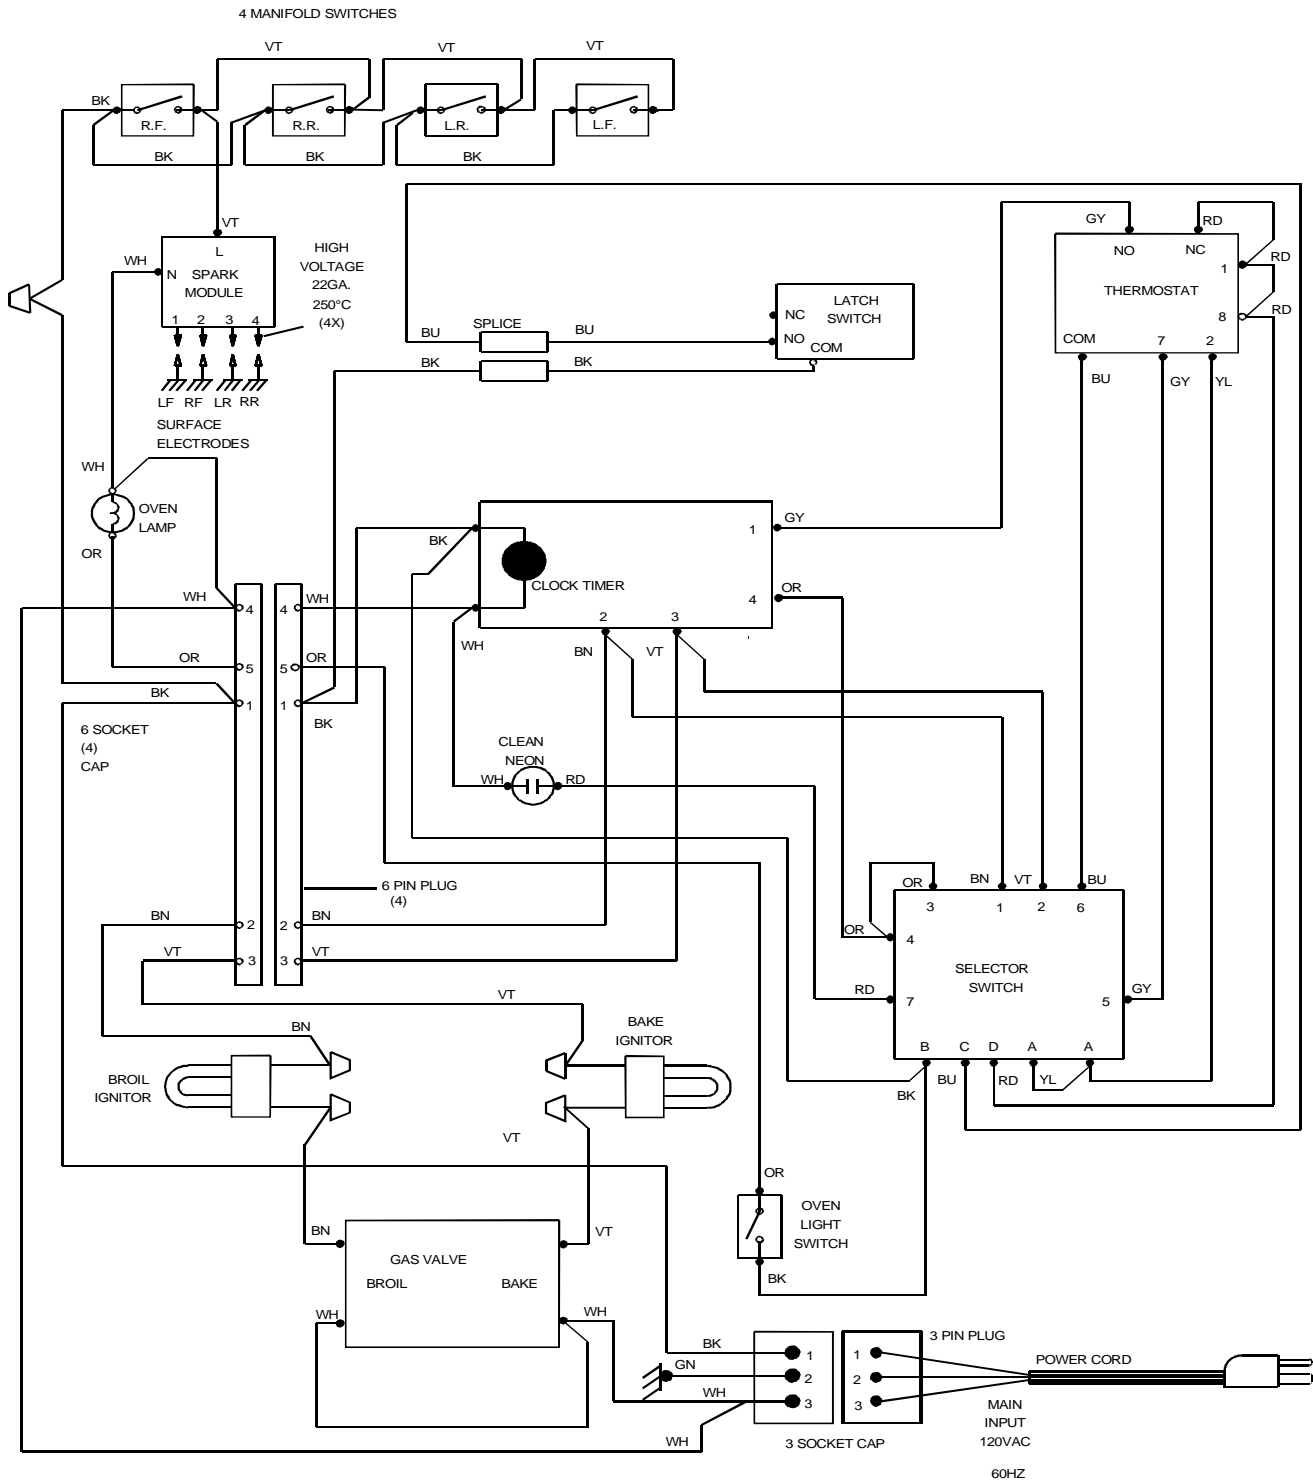 4 MANIFOLD SWITCHES
VT
VT
VT
BK
R.F.
R.R.
L.R.
L.F.
BK
BK
BK
VT
L
WH
N
SPARK
MODULE
1 2 3 4
HIGH
VOLTAGE
22GA.
250°C
(4X)
LF RF LR RR
SURFACE
ELECTRODES
GY
RD
NO
NC
1
RD
THERMOSTAT
8
RD
COM
7
2
BU
GY
YL
LATCH
SWITCH
NC
NO
COM
SPLICE
BU
BU
BK
BK
WH
OVEN
LAMP
OR
BK
1
GY
CLOCK TIMER
4
OR
2
3
BN
VT
WH
WH
4
4
WH
OR
5
5
OR
BK
1
1
BK
6 SOCKET
(4)
CAP
CLEAN
NEON
WH
RD
6 PIN PLUG
(4)
BN
2
2
BN
VT
3
3
VT
OR
BN
VT
BU
3
1
2
6
OR
4
SELECTOR
SWITCH
RD
7
5
GY
B
C
D
A
A
BK
BU
RD
YL
VT
BN
BAKE
IGNITOR
BROIL
IGNITOR
VT
OR
OVEN
LIGHT
SWITCH
BK
BN
VT
GAS VALVE
BROIL
BAKE
WH
WH
BK
1
1
GN
2
2
WH
3
3
3 PIN PLUG
POWER CORD
MAIN
INPUT
120VAC
60HZ
3 SOCKET CAP
WH